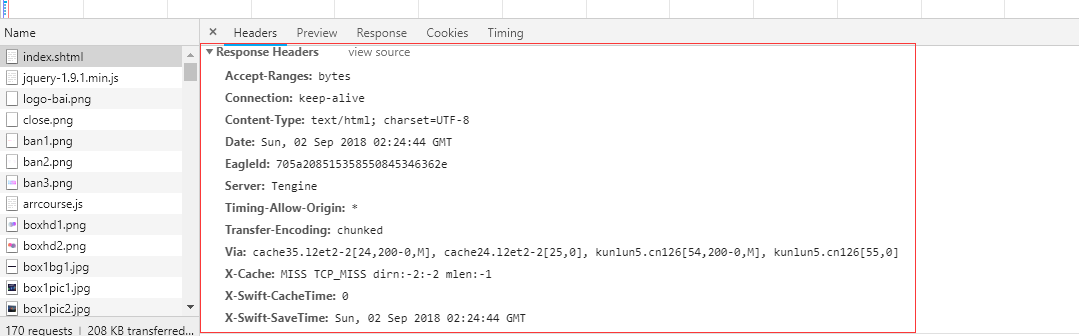 Name
× Headers Preview Response Cookies Timing
index.shtml
jquery-1.9.1.min.js
logo-bai.png
close.png
ban1.png
ban2.png
ban3.png
arrcourse.js
boxhd1.png
boxhd2.png
box1bg1.jpg
box1pic1.jpg
box1pic2.jpg
170 requests | 208 KB transferred...
Response Headers view source
Accept-Ranges: bytes
Connection: keep-alive
Content-Type: text/html; charset=UTF-8
Date: Sun, 02 Sep 2018 02:24:44 GMT
EagleId: 705a208515358550845346362e
Server: Tengine
Timing-Allow-Origin: *
Transfer-Encoding: chunked
Via: cache35.l2et2-2[24,200-0,M], cache24.l2et2-2[25,0], kunlun5.cn126[54,200-0,M], kunlun5.cn126[55,0]
X-Cache: MISS TCP_MISS dirn:-2:-2 mlen:-1
X-Swift-CacheTime: 0
X-Swift-SaveTime: Sun, 02 Sep 2018 02:24:44 GMT